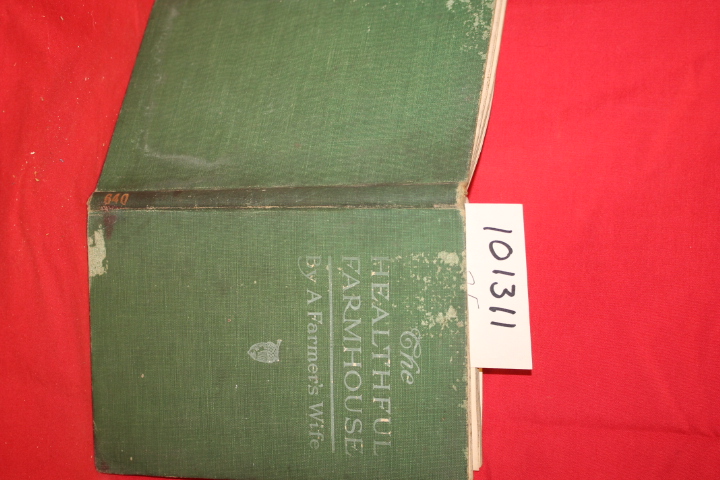 The
HEALTHFUL
FARMHOUSE
By A Farmer's Wife
640
101311